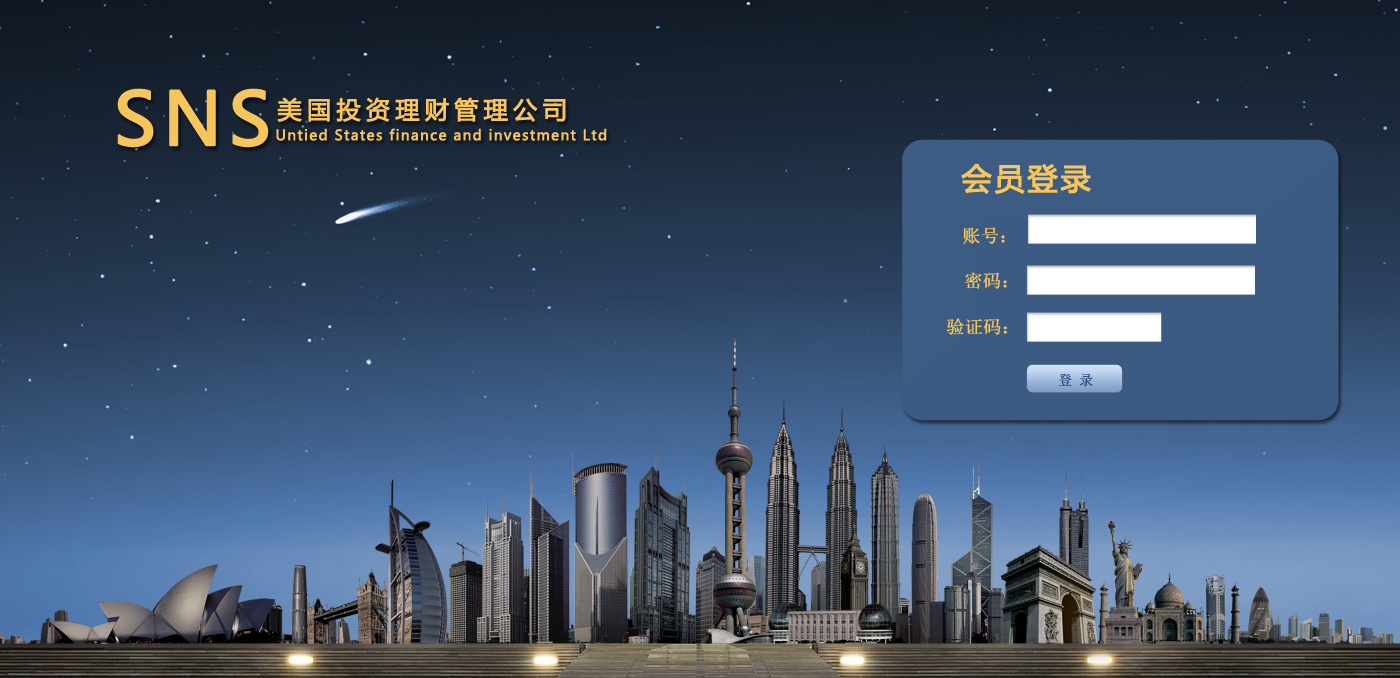 SNS
美国投资理财管理公司
Untied States finance and investment Ltd
会员登录
账号：
密码：
验证码：
登 录